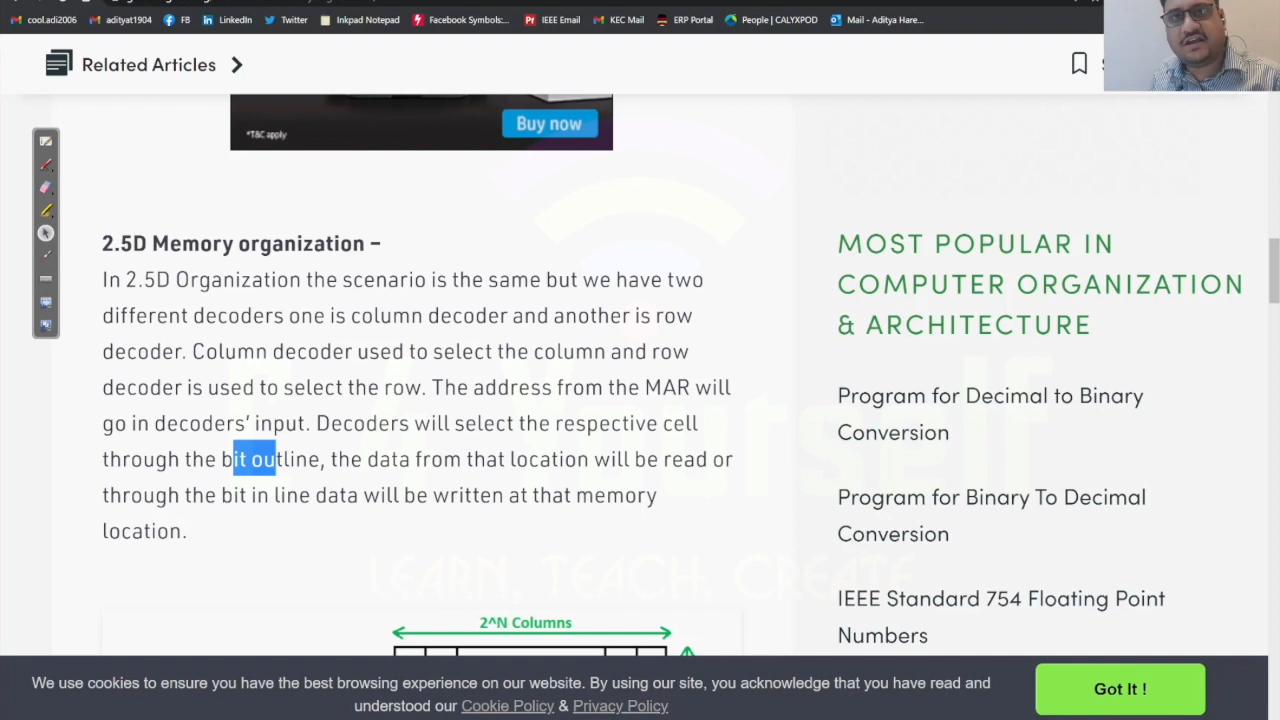 cool.adi2006
adityat1904
FB
LinkedIn
Twitter
Inkpad Notepad
Facebook Symbols:...
IEEE Email
KEC Mail
ERP Portal
People | CALYXPOD
Mail - Aditya Hare...
Related Articles
*T&C apply
Buy now
2.5D Memory organization –
In 2.5D Organization the scenario is the same but we have two
different decoders one is column decoder and another is row
decoder. Column decoder used to select the column and row
decoder is used to select the row. The address from the MAR will
go in decoders’ input. Decoders will select the respective cell
through the bit outline, the data from that location will be read or
through the bit in line data will be written at that memory
location.
2^N Columns
MOST POPULAR IN
COMPUTER ORGANIZATION
& ARCHITECTURE
Program for Decimal to Binary
Conversion
Program for Binary To Decimal
Conversion
IEEE Standard 754 Floating Point
Numbers
LEARN, TEACH, CREATE
We use cookies to ensure you have the best browsing experience on our website. By using our site, you acknowledge that you have read and
understood our Cookie Policy & Privacy Policy
Got It !